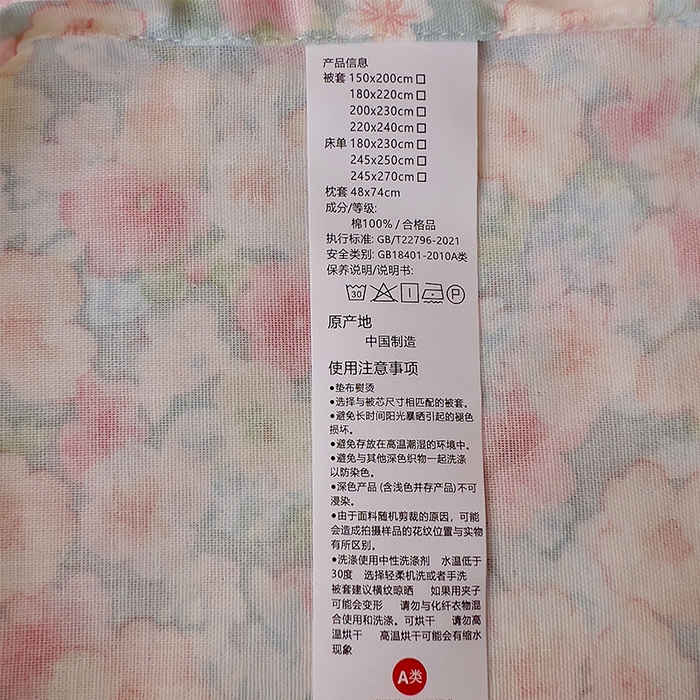 产品信息
被套 150x200cm□
180x220cm□
200x230cm□
220x240cm□
床单 180x230cm□
245x250cm□
245x270cm□
枕套 48x74cm
成分/等级:
棉100% / 合格品
执行标准: GB/T22796-2021
安全类别: GB18401-2010A类
保养说明/说明书:
30 P
原产地
中国制造
使用注意事项
●垫布熨烫
●选择与被芯尺寸相匹配的被套。
●避免长时间阳光暴晒引起的褪色
损坏。
●避免存放在高温潮湿的环境中。
●避免与其他深色织物一起洗涤
以防染色。
●深色产品 (含浅色并存产品)不可
浸染。
●由于面料随机剪裁的原因，可能
会造成拍摄样品的花纹位置与实物
有所区别。
●洗涤使用中性洗涤剂 水温低于
30度 选择轻柔机洗或者手洗
被套建议横纹晾晒 如果用夹子
可能会变形 请勿与化纤衣物混
合使用和洗涤。可烘干 请勿高
温烘干 高温烘干可能会有缩水
现象
A类